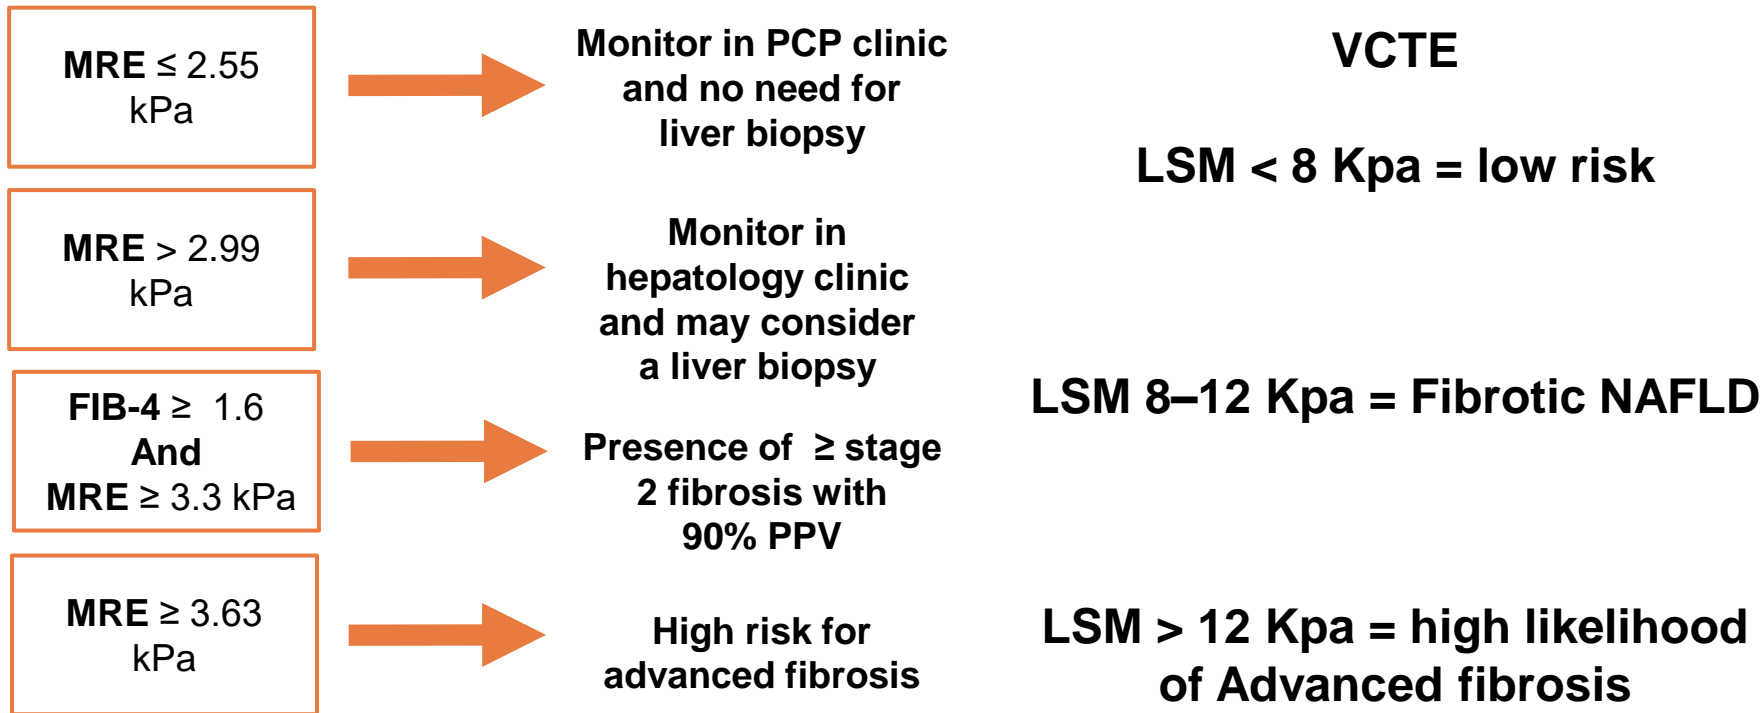 MRE ≤ 2.55
kPa
Monitor in PCP clinic
and no need for
liver biopsy
MRE > 2.99
kPa
Monitor in
hepatology clinic
and may consider
a liver biopsy
FIB-4 ≥ 1.6
And
MRE ≥ 3.3 kPa
Presence of ≥ stage
2 fibrosis with
90% PPV
MRE ≥ 3.63
kPa
High risk for
advanced fibrosis
VCTE
LSM < 8 Kpa = low risk
LSM 8–12 Kpa = Fibrotic NAFLD
LSM > 12 Kpa = high likelihood
of Advanced fibrosis